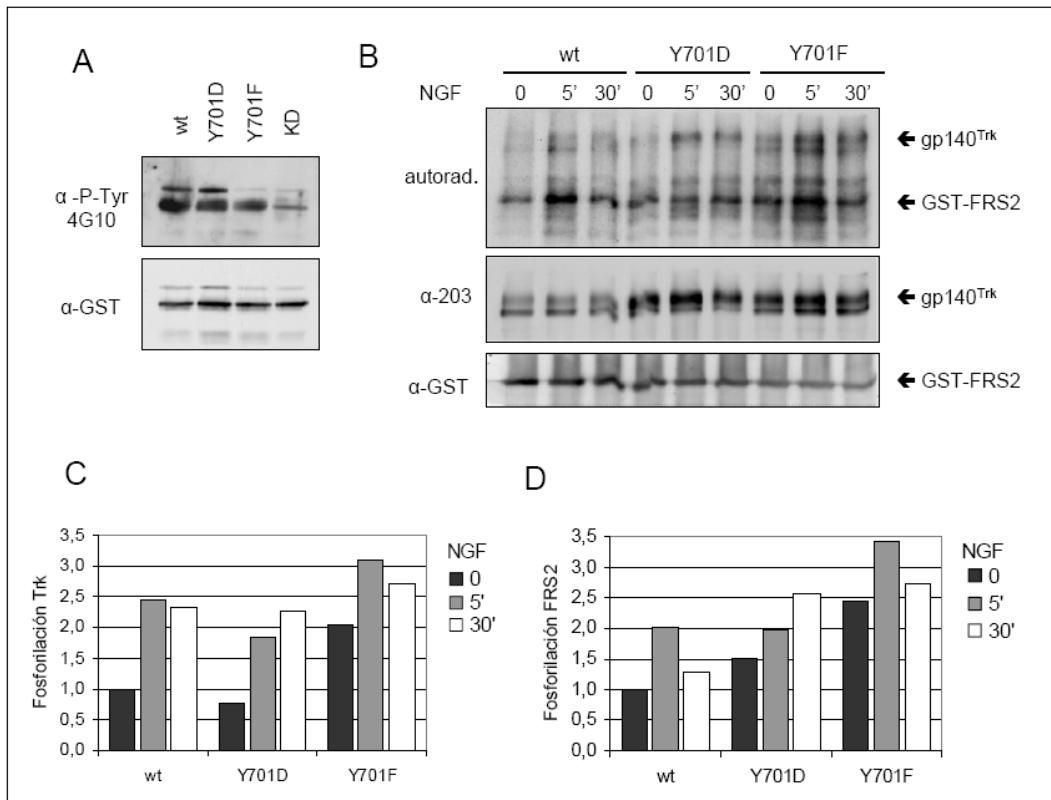 A
wt
Y701D
Y701F
KD
α -P-Tyr
4G10
α-GST
B
wt Y701D Y701F
NGF 0 5' 30' 0 5' 30' 0 5' 30'
autorad.
gp140Trk
GST-FRS2
α-203
gp140Trk
α-GST
GST-FRS2
C
Fosforilación Trk
3,5
3,0
2,5
2,0
1,5
1,0
0,5
0,0
wt Y701D Y701F
NGF
0
5'
30'
D
Fosforilación FRS2
3,5
3,0
2,5
2,0
1,5
1,0
0,5
0,0
wt Y701D Y701F
NGF
0
5'
30'